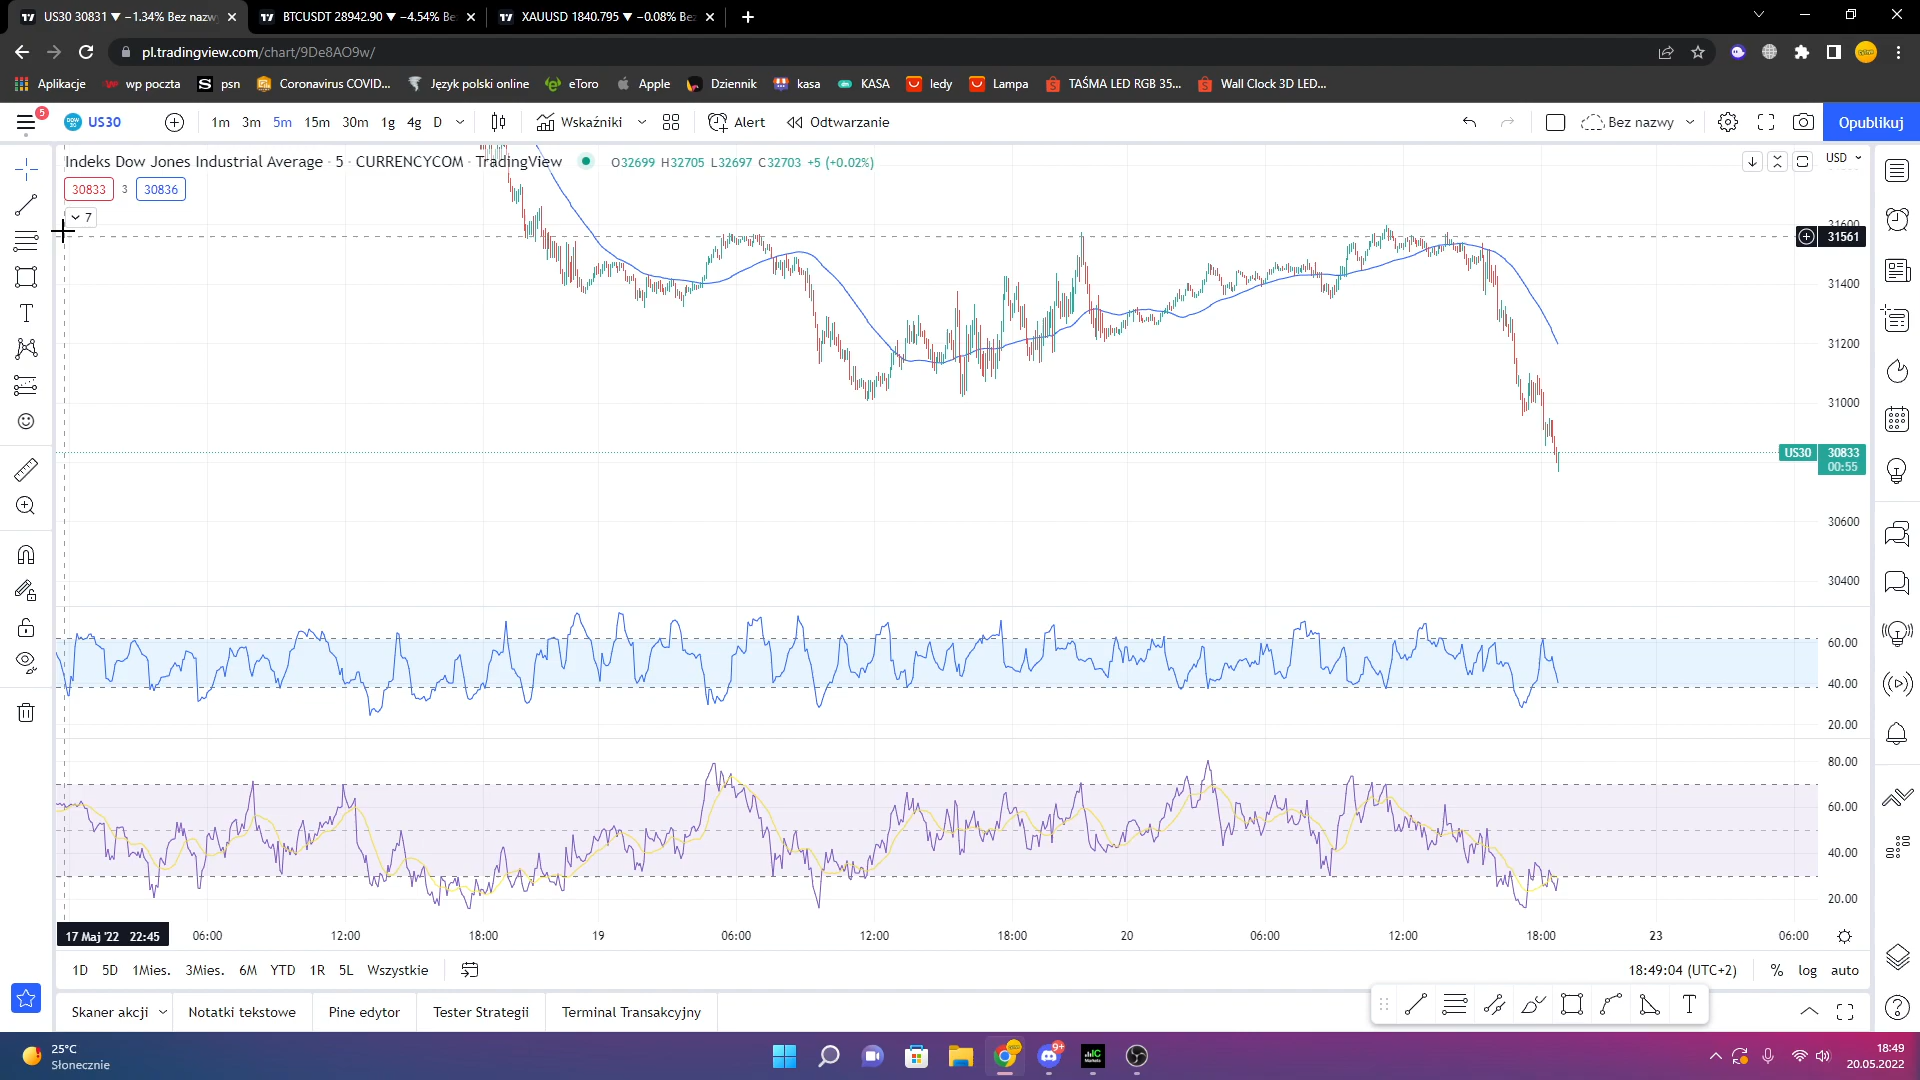 US30 30831 ▼ −1.34% Bez nazw
BTCUSDT 28942.90 ▼ −4.54% Be
XAUUSD 1840.795 ▼ −0.08% Be
pl.tradingview.com/chart/9De8AO9w/
Aplikacje
wp poczta
psn
Coronavirus COVID...
Język polski online
eToro
Apple
Dziennik
kasa
KASA
ledy
Lampa
TAŚMA LED RGB 35...
Wall Clock 3D LED...
5
US30
1m 3m 5m 15m 30m 1g 4g D
Wskaźniki
Alert
Odtwarzanie
Bez nazwy
Opublikuj
Indeks Dow Jones Industrial Average · 5 · CURRENCYCOM · TradingView
O32699 H32705 L32697 C32703 +5 (+0.02%)
USD
30833 3 30836
7
31600
31561
31400
31200
31000
US30 30833
00:55
30600
30400
60.00
40.00
20.00
80.00
60.00
40.00
20.00
17 Maj '22 22:45
06:00 12:00 18:00 19 06:00 12:00 18:00 20 06:00 12:00 18:00 23 06:00
1D 5D 1Mies. 3Mies. 6M YTD 1R 5L Wszystkie
18:49:04 (UTC+2)
% log auto
Skaner akcji
Notatki tekstowe
Pine edytor
Tester Strategii
Terminal Transakcyjny
25°C
Słonecznie
9+
IC
Markets
18:49
20.05.2022